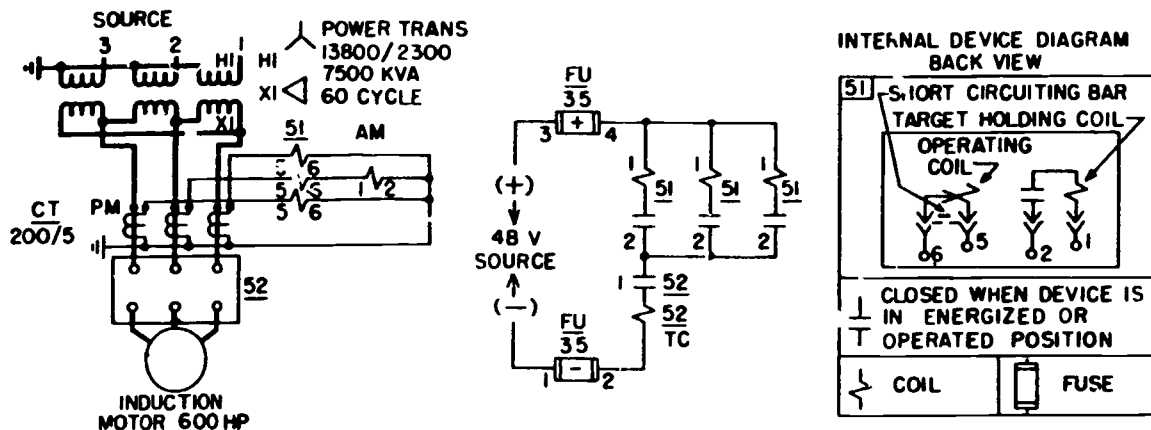 SOURCE
3 2 1
HI HI
POWER TRANS
13800/2300
7500 KVA
60 CYCLE
XI
XI
51
AM
6
5 S 1 2
5 6
CT
200/5
PM
52
INDUCTION
MOTOR 600 HP
FU
35
3 + 4
(+)
48 V
SOURCE
(−)
1 51
1 51
1 51
2 2 2
1 52
52
TC
FU
35
1 − 2
INTERNAL DEVICE DIAGRAM
BACK VIEW
51
SHORT CIRCUITING BAR
TARGET HOLDING COIL
OPERATING
COIL
6 5 2 1
CLOSED WHEN DEVICE IS
IN ENERGIZED OR
OPERATED POSITION
COIL
FUSE